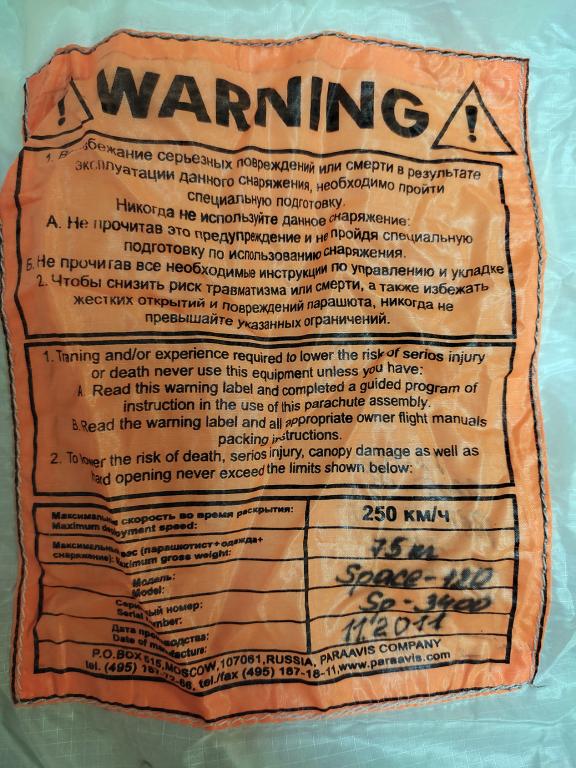 WARNING
1. Во избежание серьезных повреждений или смерти в результате
эксплуатации данного снаряжения, необходимо пройти
специальную подготовку.
Никогда не используйте данное снаряжение:
А. Не прочитав это предупреждение и не пройдя специальную
подготовку по использованию снаряжения.
Б. Не прочитав все необходимые инструкции по управлению и укладке
2. Чтобы снизить риск травматизма или смерти, а также избежать
жестких открытий и повреждений парашюта, никогда не
превышайте указанных ограничений.
1. Traning and/or experience required to lower the risk of serios injury
or death never use this equipment unless you have:
A. Read this warning label and completed a guided program of
instruction in the use of this parachute assembly.
B. Read the warning label and all appropriate owner flight manuals
packing instructions.
2. To lower the risk of death, serios injury, canopy damage as well as
hard opening never exceed the limits shown below:
Максимальная скорость во время раскрытия:
Maximum deployment speed:
250 км/ч
Максимальный вес (парашютист+одежда+
снаряжение): Maximum gross weight:
75 кг
Модель:
Model:
Space-120
Серийный номер:
Serial number:
Sp-3400
Дата производства:
Date of manufacture:
11.2011
P.O.BOX 615, MOSCOW, 107061, RUSSIA, PARAAVIS COMPANY
tel. (495) tel./fax (495) 187-18-11, www.paraavis.com